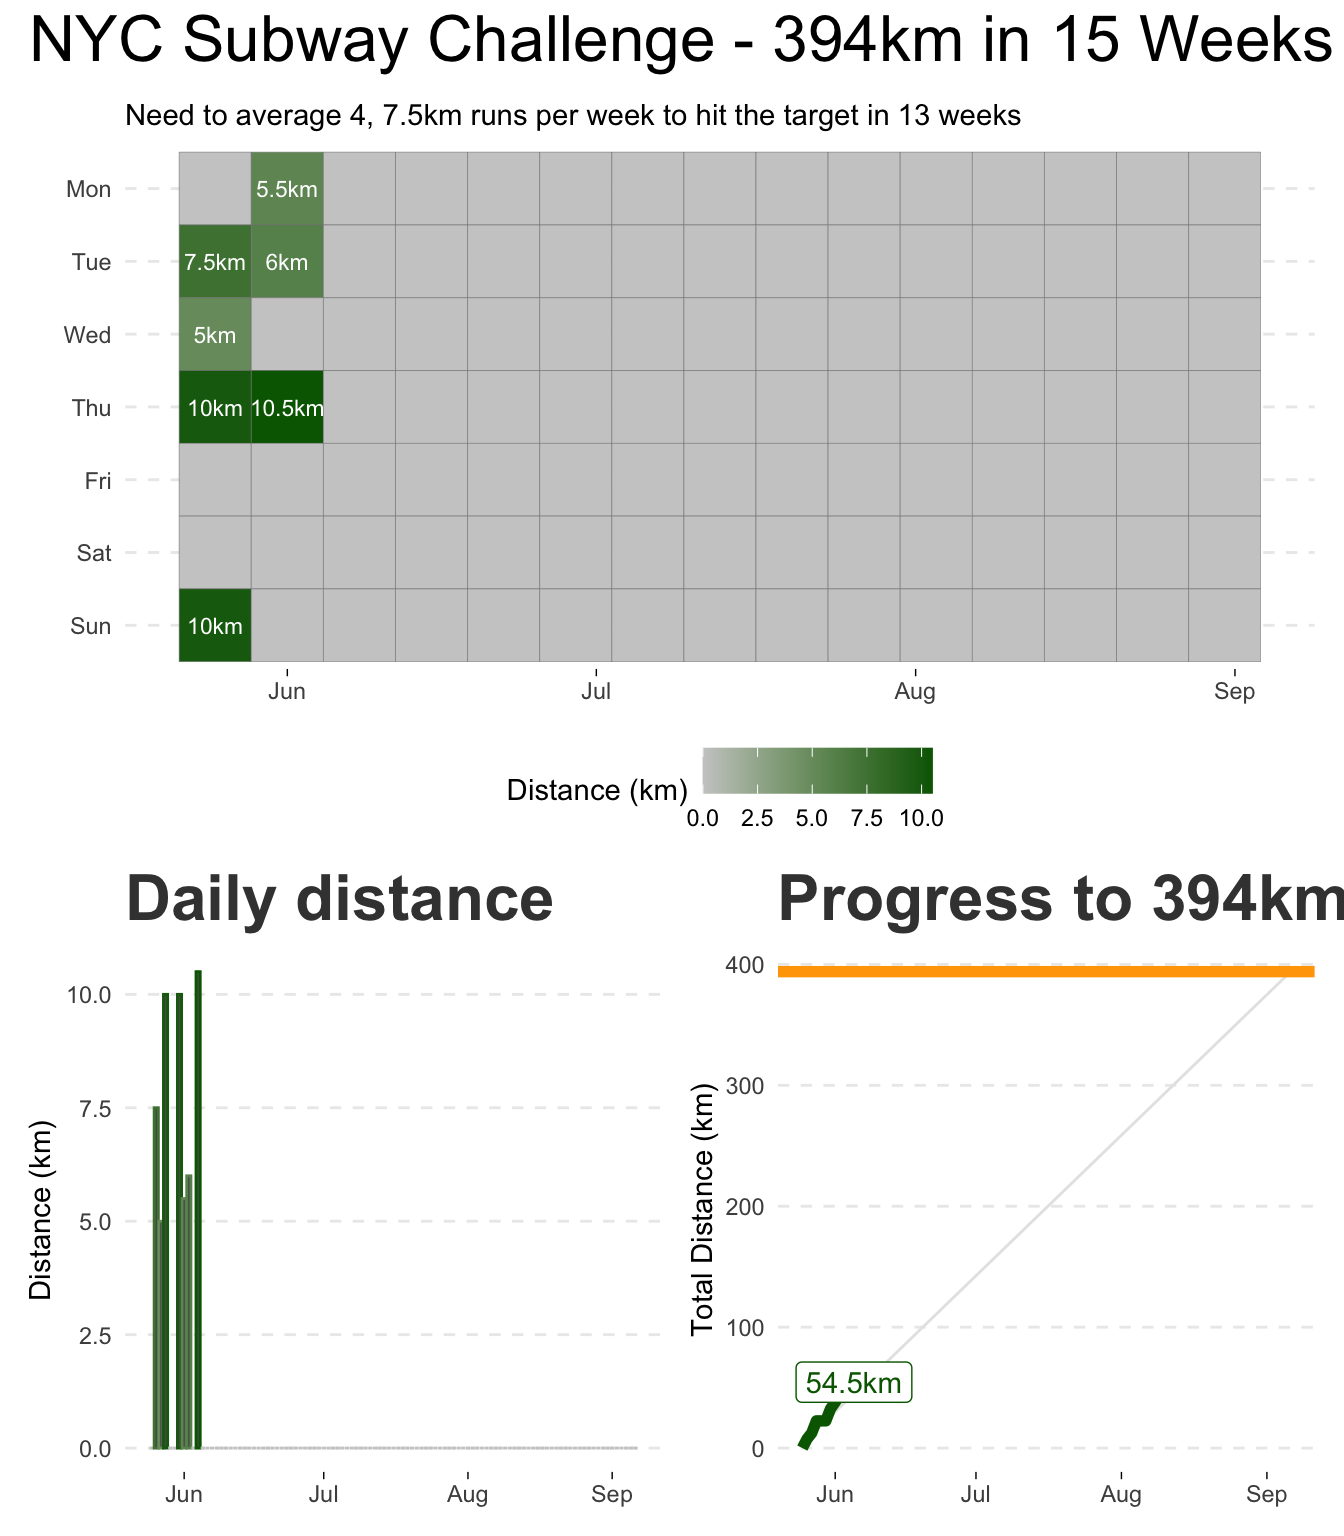 NYC Subway Challenge - 394km in 15 Weeks
Need to average 4, 7.5km runs per week to hit the target in 13 weeks
Mon 5.5km
Tue 7.5km 6km
Wed 5km
Thu 10km 10.5km
Fri
Sat
Sun 10km
Jun Jul Aug Sep
Distance (km)
0.0 2.5 5.0 7.5 10.0
Daily distance
Distance (km)
10.0
7.5
5.0
2.5
0.0
Jun Jul Aug Sep
Progress to 394km
Total Distance (km)
400
300
200
100
0
54.5km
Jun Jul Aug Sep